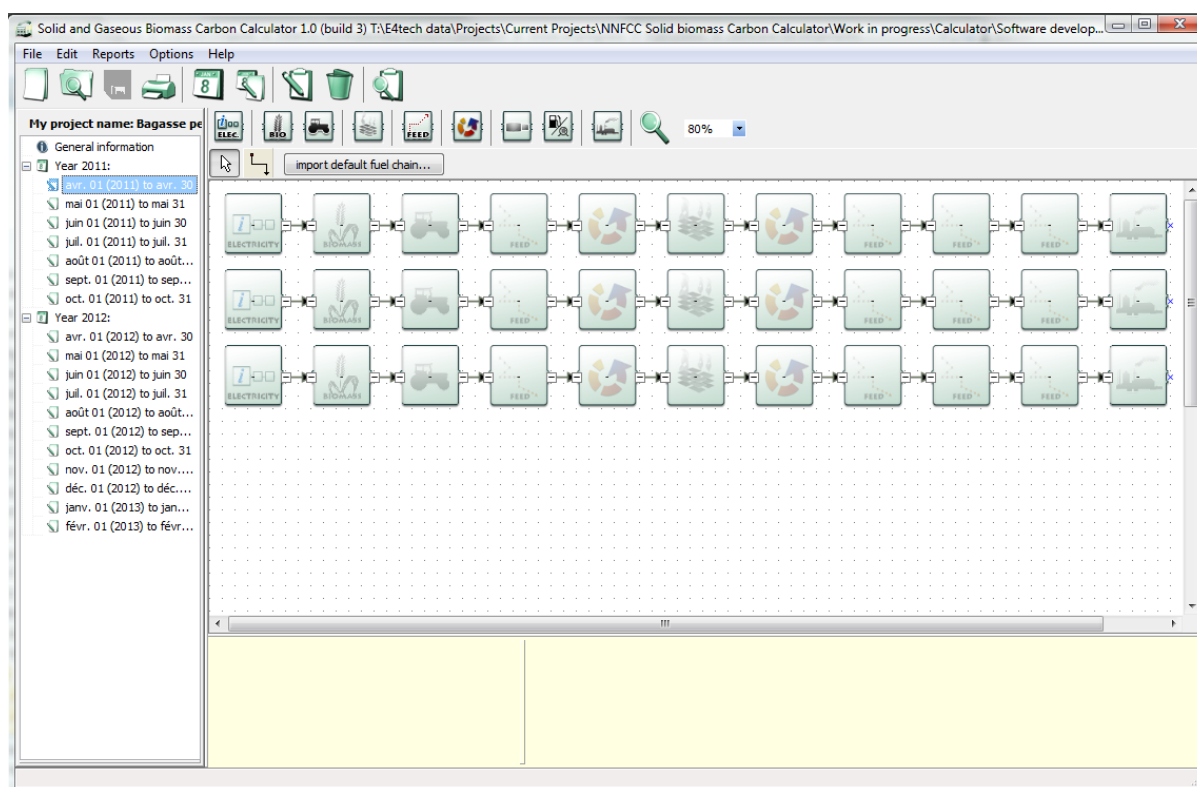 Solid and Gaseous Biomass Carbon Calculator 1.0 (build 3) T:\E4tech data\Projects\Current Projects\NNFCC Solid biomass Carbon Calculator\Work in progress\Calculator\Software develop...
File Edit Reports Options Help
My project name: Bagasse pe
General information
Year 2011:
avr. 01 (2011) to avr. 30
mai 01 (2011) to mai 31
juin 01 (2011) to juin 30
juil. 01 (2011) to juil. 31
août 01 (2011) to août...
sept. 01 (2011) to sep...
oct. 01 (2011) to oct. 31
Year 2012:
avr. 01 (2012) to avr. 30
mai 01 (2012) to mai 31
juin 01 (2012) to juin 30
juil. 01 (2012) to juil. 31
août 01 (2012) to août...
sept. 01 (2012) to sep...
oct. 01 (2012) to oct. 31
nov. 01 (2012) to nov....
déc. 01 (2012) to déc....
janv. 01 (2013) to jan...
févr. 01 (2013) to févr...
ELEC. BIO FEED 80%
import default fuel chain...
ELECTRICITY BIOMASS FEED FEED FEED
ELECTRICITY BIOMASS FEED FEED FEED
ELECTRICITY BIOMASS FEED FEED FEED